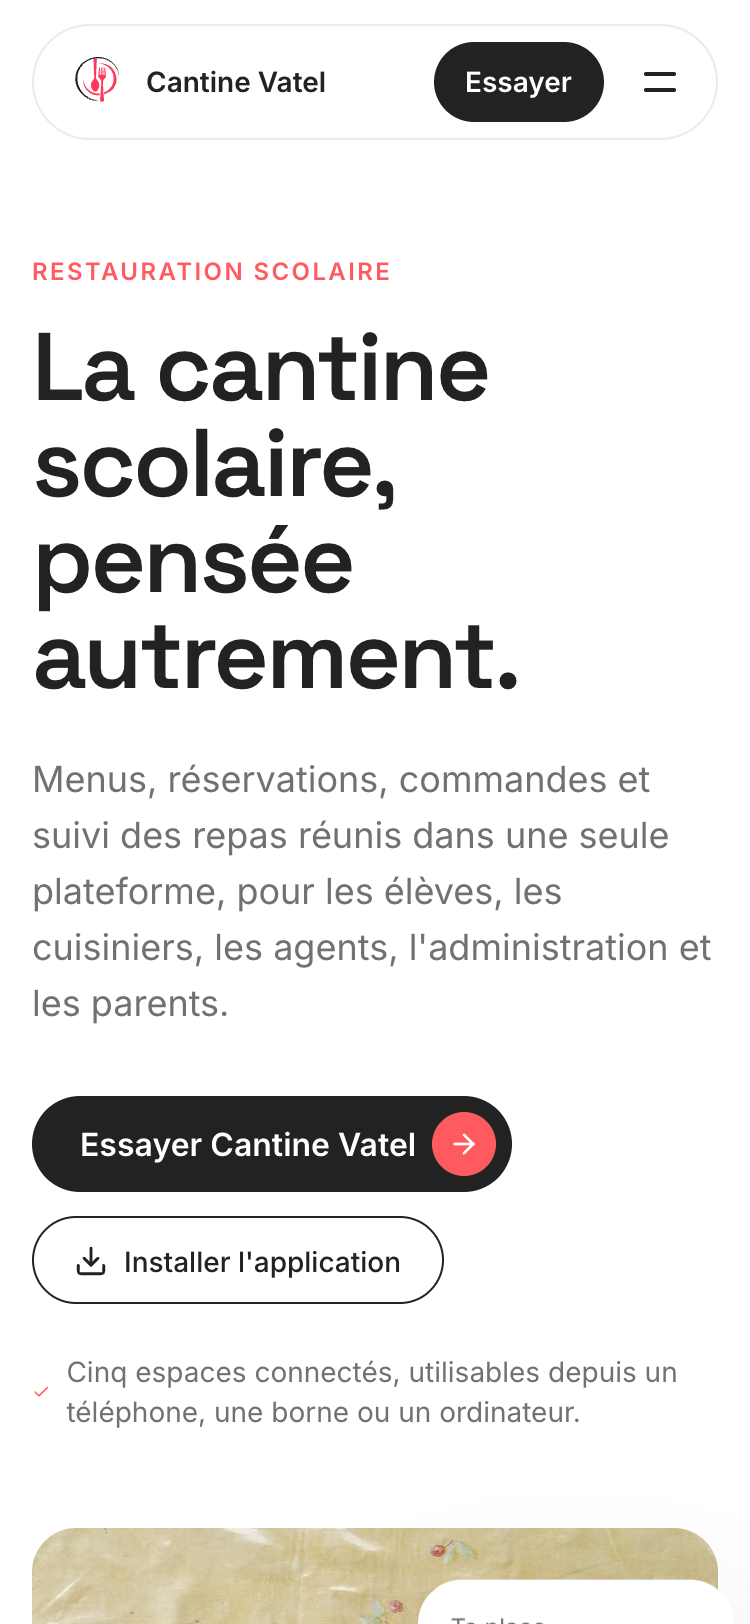 Cantine Vatel
Essayer
RESTAURATION SCOLAIRE
La cantine
scolaire,
pensée
autrement.
Menus, réservations, commandes et
suivi des repas réunis dans une seule
plateforme, pour les élèves, les
cuisiniers, les agents, l'administration et
les parents.
Essayer Cantine Vatel
Installer l'application
Cinq espaces connectés, utilisables depuis un
téléphone, une borne ou un ordinateur.